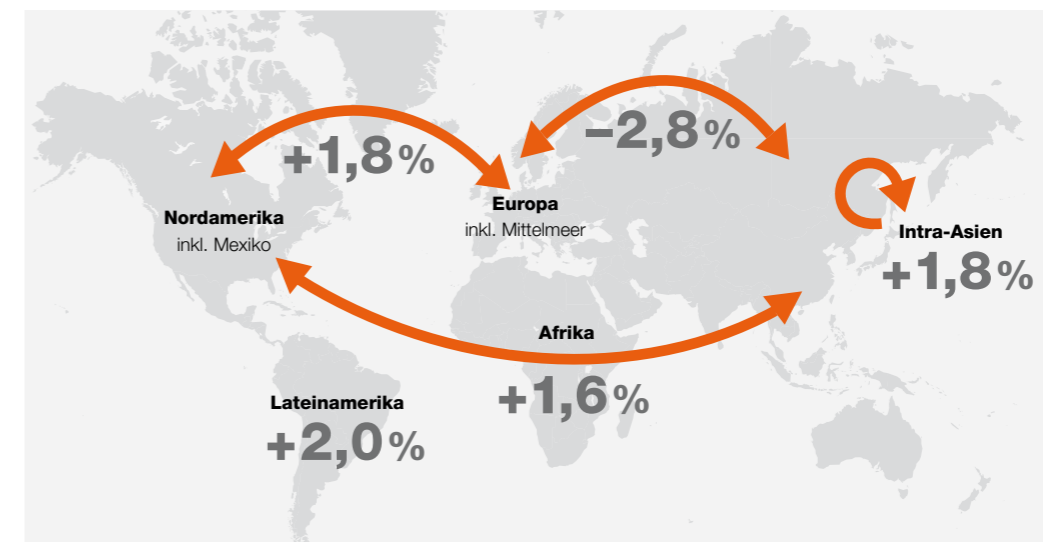 +1,8%
−2,8%
Nordamerika
inkl. Mexiko
Europa
inkl. Mittelmeer
Intra-Asien
+1,8%
Afrika
+1,6%
Lateinamerika
+2,0%